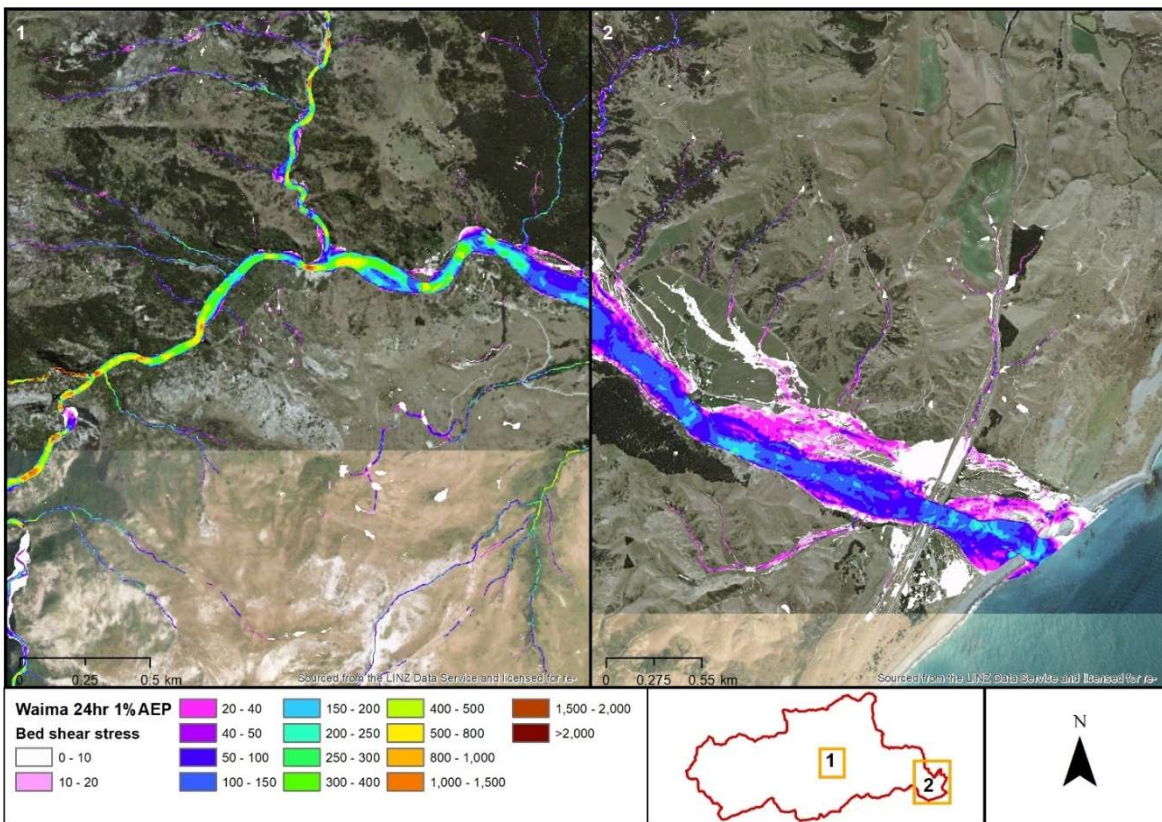 1
2
0 0.25 0.5 km
Sourced from the LINZ Data Service and licensed for re-
0 0.275 0.55 km
Sourced from the LINZ Data Service and licensed for re-
Waima 24hr 1% AEP
Bed shear stress
0 - 10
10 - 20
20 - 40
40 - 50
50 - 100
100 - 150
150 - 200
200 - 250
250 - 300
300 - 400
400 - 500
500 - 800
800 - 1,000
1,000 - 1,500
1,500 - 2,000
>2,000
1
2
N